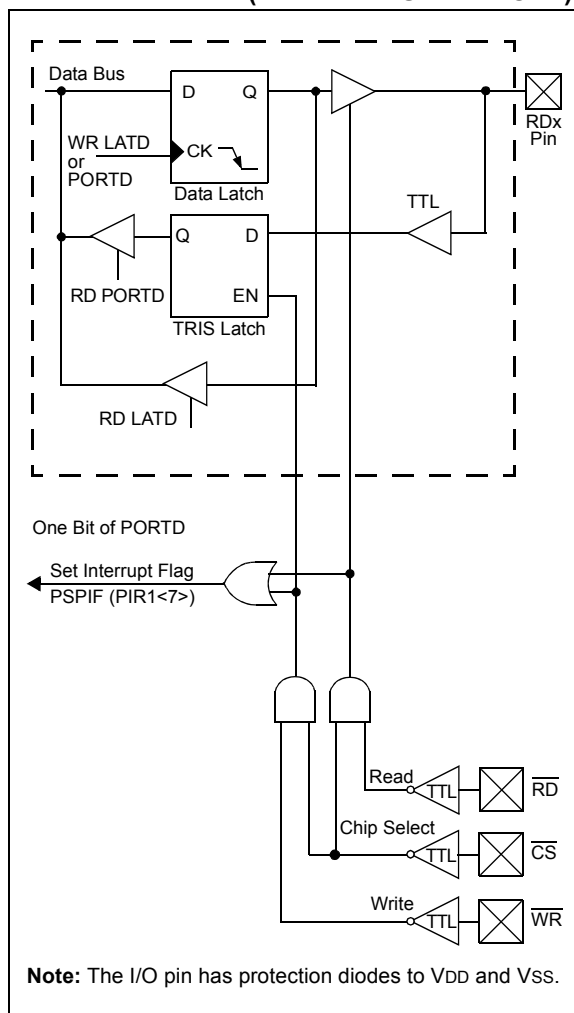 Data Bus
D Q
RDx
Pin
WR LATD
or
PORTD
CK
Data Latch
TTL
Q D
RD PORTD
EN
TRIS Latch
RD LATD
One Bit of PORTD
Set Interrupt Flag
PSPIF (PIR1<7>)
Read
TTL
RD
Chip Select
TTL
CS
Write
TTL
WR
Note: The I/O pin has protection diodes to VDD and VSS.